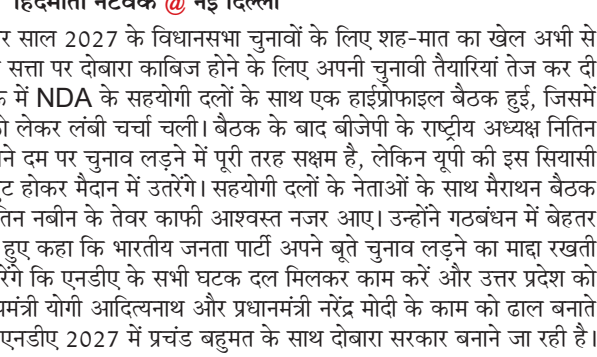 हिंदमाता नेटवर्क @ नई दिल्ली
र साल 2027 के विधानसभा चुनावों के लिए शह-मात का खेल अभी से
सत्ता पर दोबारा काबिज होने के लिए अपनी चुनावी तैयारियां तेज कर दी
क में NDA के सहयोगी दलों के साथ एक हाईप्रोफाइल बैठक हुई, जिसमें
लेकर लंबी चर्चा चली। बैठक के बाद बीजेपी के राष्ट्रीय अध्यक्ष नितिन
ने दम पर चुनाव लड़ने में पूरी तरह सक्षम है, लेकिन यूपी की इस सियासी
ट होकर मैदान में उतरेंगे। सहयोगी दलों के नेताओं के साथ मैराथन बैठक
तिन नबीन के तेवर काफी आश्वस्त नजर आए। उन्होंने गठबंधन में बेहतर
हुए कहा कि भारतीय जनता पार्टी अपने बूते चुनाव लड़ने का माद्दा रखती
रेंगे कि एनडीए के सभी घटक दल मिलकर काम करें और उत्तर प्रदेश को
यमंत्री योगी आदित्यनाथ और प्रधानमंत्री नरेंद्र मोदी के काम को ढाल बनाते
एनडीए 2027 में प्रचंड बहुमत के साथ दोबारा सरकार बनाने जा रही है।